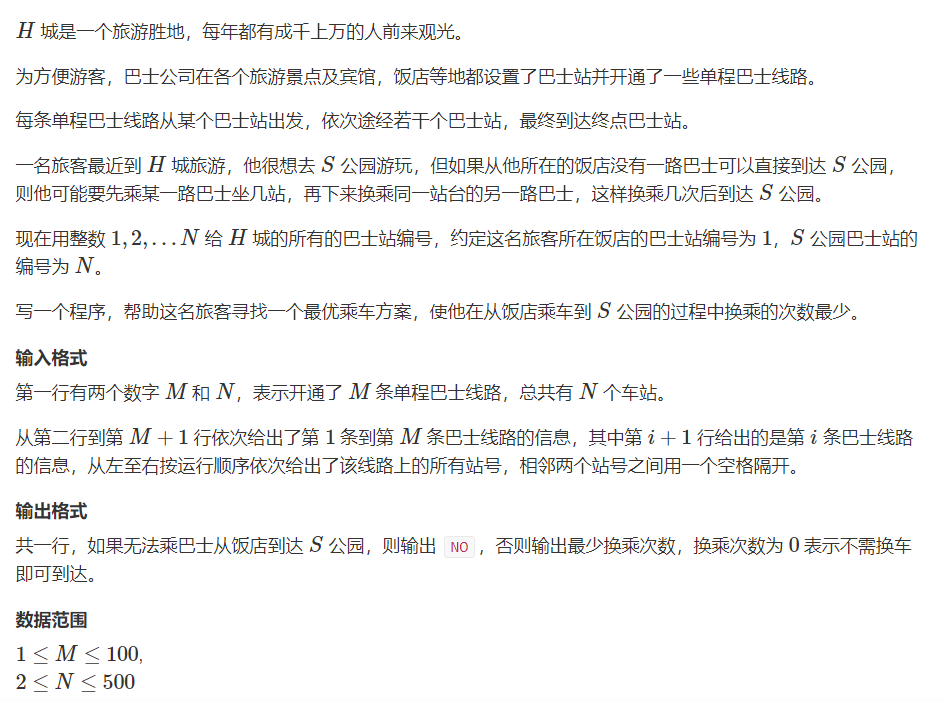 H 城是一个旅游胜地，每年都有成千上万的人前来观光。
为方便游客，巴士公司在各个旅游景点及宾馆，饭店等地都设置了巴士站并开通了一些单程巴士线路。
每条单程巴士线路从某个巴士站出发，依次途经若干个巴士站，最终到达终点巴士站。
一名旅客最近到 H 城旅游，他很想去 S 公园游玩，但如果从他所在的饭店没有一路巴士可以直接到达 S 公园，
则他可能要先乘某一路巴士坐几站，再下来换乘同一站台的另一路巴士，这样换乘几次后到达 S 公园。
现在用整数 1, 2, … N 给 H 城的所有的巴士站编号，约定这名旅客所在饭店的巴士站编号为 1，S 公园巴士站的
编号为 N。
写一个程序，帮助这名旅客寻找一个最优乘车方案，使他在从饭店乘车到 S 公园的过程中换乘的次数最少。
输入格式
第一行有两个数字 M 和 N，表示开通了 M 条单程巴士线路，总共有 N 个车站。
从第二行到第 M + 1 行依次给出了第 1 条到第 M 条巴士线路的信息，其中第 i + 1 行给出的是第 i 条巴士线路
的信息，从左至右按运行顺序依次给出了该线路上的所有站号，相邻两个站号之间用一个空格隔开。
输出格式
共一行，如果无法乘巴士从饭店到达 S 公园，则输出 NO，否则输出最少换乘次数，换乘次数为 0 表示不需换车
即可到达。
数据范围
1 ≤ M ≤ 100,
2 ≤ N ≤ 500